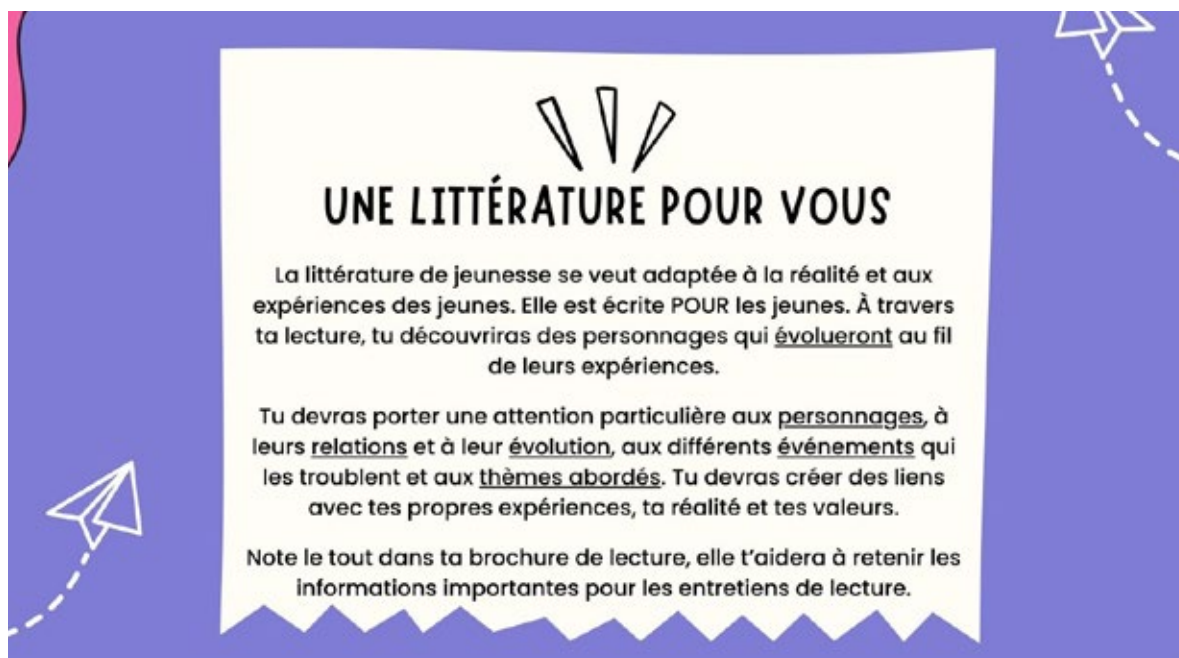 UNE LITTÉRATURE POUR VOUS
La littérature de jeunesse se veut adaptée à la réalité et aux
expériences des jeunes. Elle est écrite POUR les jeunes. À travers
ta lecture, tu découvriras des personnages qui évolueront au fil
de leurs expériences.
Tu devras porter une attention particulière aux personnages, à
leurs relations et à leur évolution, aux différents événements qui
les troublent et aux thèmes abordés. Tu devras créer des liens
avec tes propres expériences, ta réalité et tes valeurs.
Note le tout dans ta brochure de lecture, elle t'aidera à retenir les
informations importantes pour les entretiens de lecture.